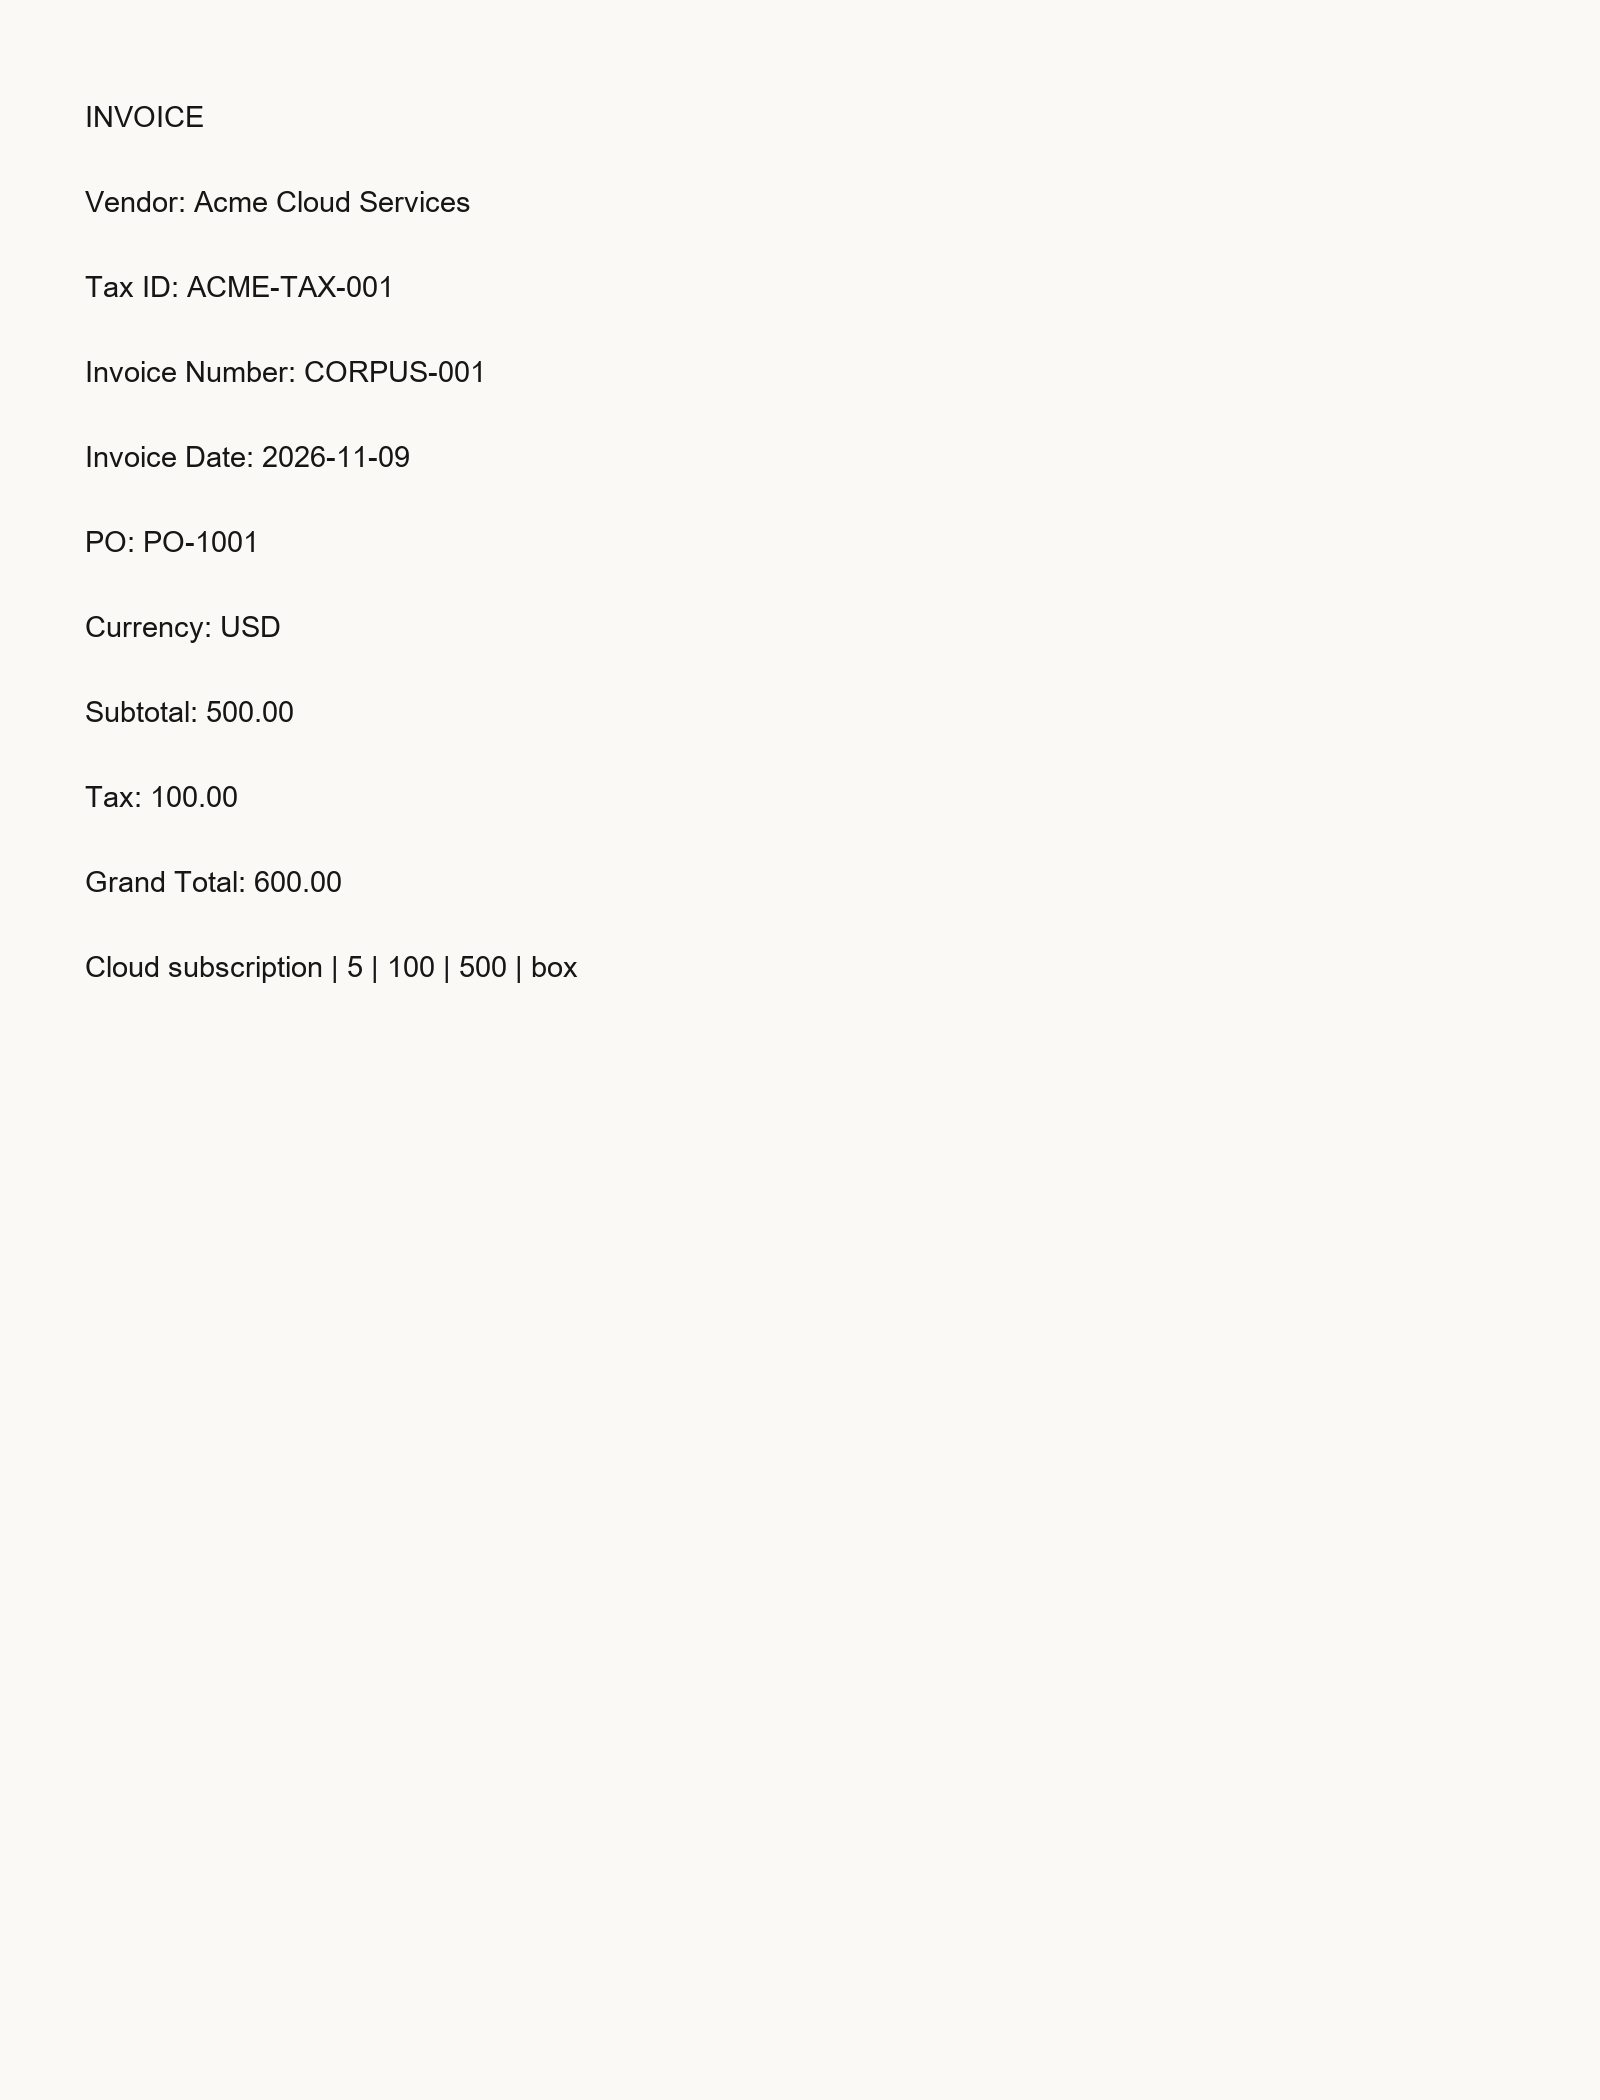 INVOICE
Vendor: Acme Cloud Services
Tax ID: ACME-TAX-001
Invoice Number: CORPUS-001
Invoice Date: 2026-11-09
PO: PO-1001
Currency: USD
Subtotal: 500.00
Tax: 100.00
Grand Total: 600.00
Cloud subscription | 5 | 100 | 500 | box